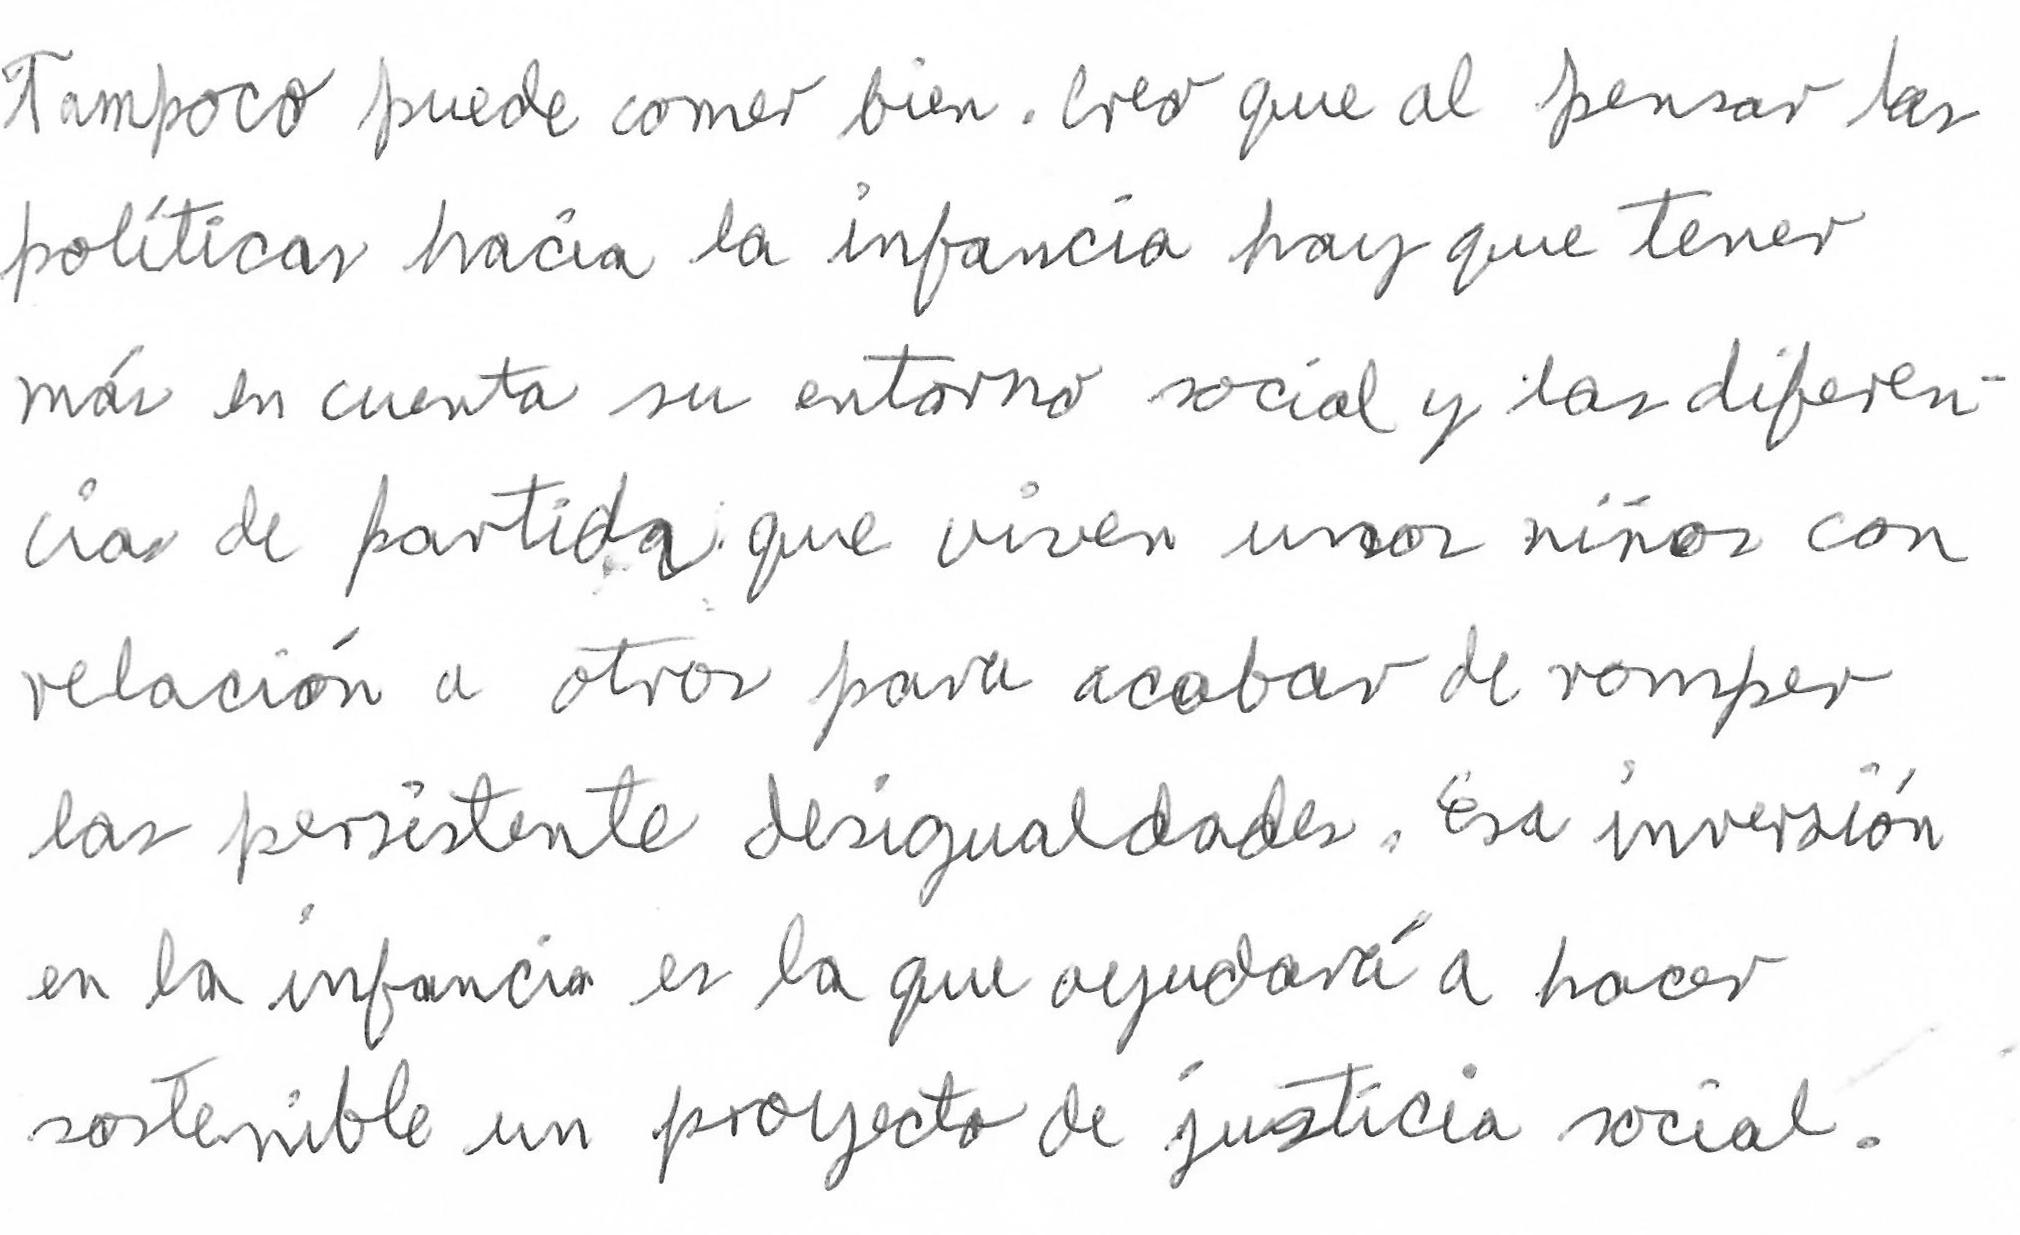 Tampoco puede comer bien. Creo que al pensar las
políticas hacia la infancia hay que tener
más en cuenta su entorno social y las diferen-
cias de partida que viven unos niños con
relación a otros para acabar de romper
las persistente desigualdades. Esa inversión
en la infancia es la que ayudará a hacer
sostenible un proyecto de justicia social.